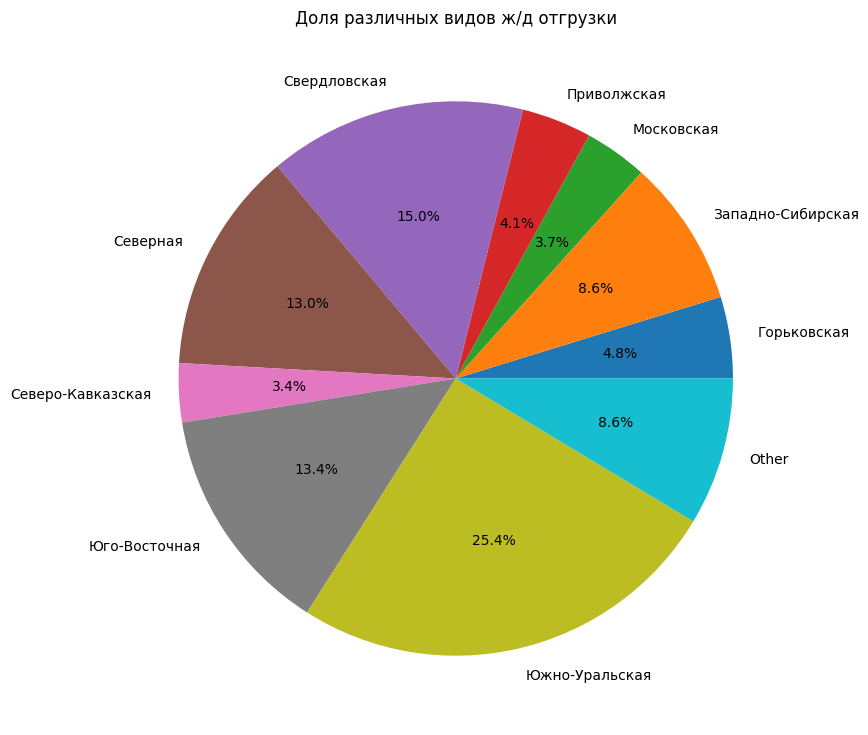 Доля различных видов ж/д отгрузки
Свердловская
Приволжская
Московская
Западно-Сибирская
15.0%
4.1%
Северная
3.7%
8.6%
13.0%
Горьковская
4.8%
Северо-Кавказская
3.4%
8.6%
Other
13.4%
25.4%
Юго-Восточная
Южно-Уральская